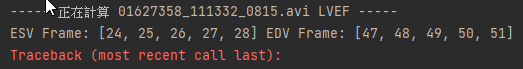 -----正在計算 01627358_111332_0815.avi LVEF -----
ESV Frame: [24, 25, 26, 27, 28] EDV Frame: [47, 48, 49, 50, 51]
Traceback (most recent call last):